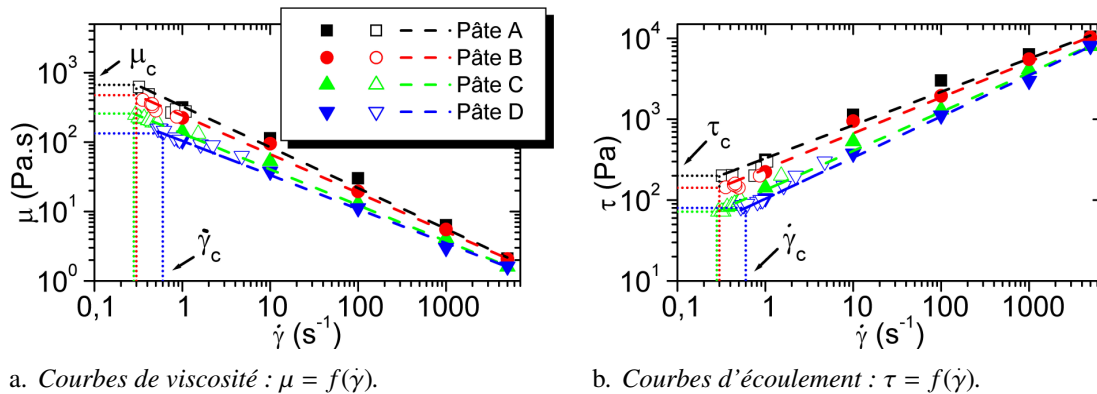 Pâte A
Pâte B
Pâte C
Pâte D
μ (Pa.s)
10³
10²
10¹
10⁰
μc
γ̇c
0,1
1
10
100
1000
γ̇ (s⁻¹)
τ (Pa)
10⁴
10³
10²
10¹
τc
γ̇c
0,1
1
10
100
1000
γ̇ (s⁻¹)
a. Courbes de viscosité : μ = f(γ̇).
b. Courbes d'écoulement : τ = f(γ̇).